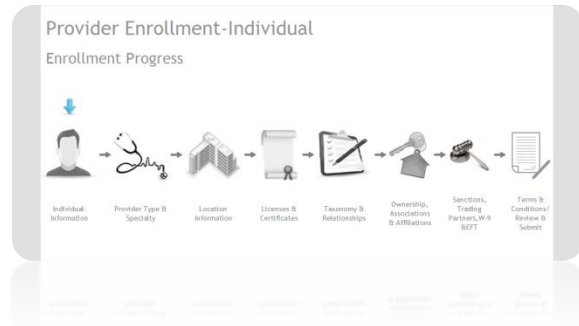 Provider Enrollment-Individual
Enrollment Progress
Individual Information
Provider Type & Specialty
Location Information
Licenses & Certificates
Taxonomy & Relationships
Ownership, Associations & Affiliations
Sanctions, Trading Partners,W-9 BEFT
Terms & Conditions/ Review & Submit